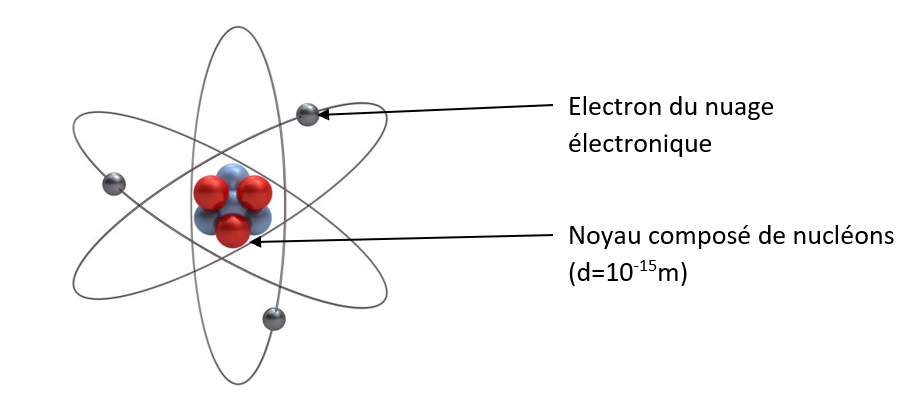 Electron du nuage
électronique
Noyau composé de nucléons
(d=10⁻¹⁵m)